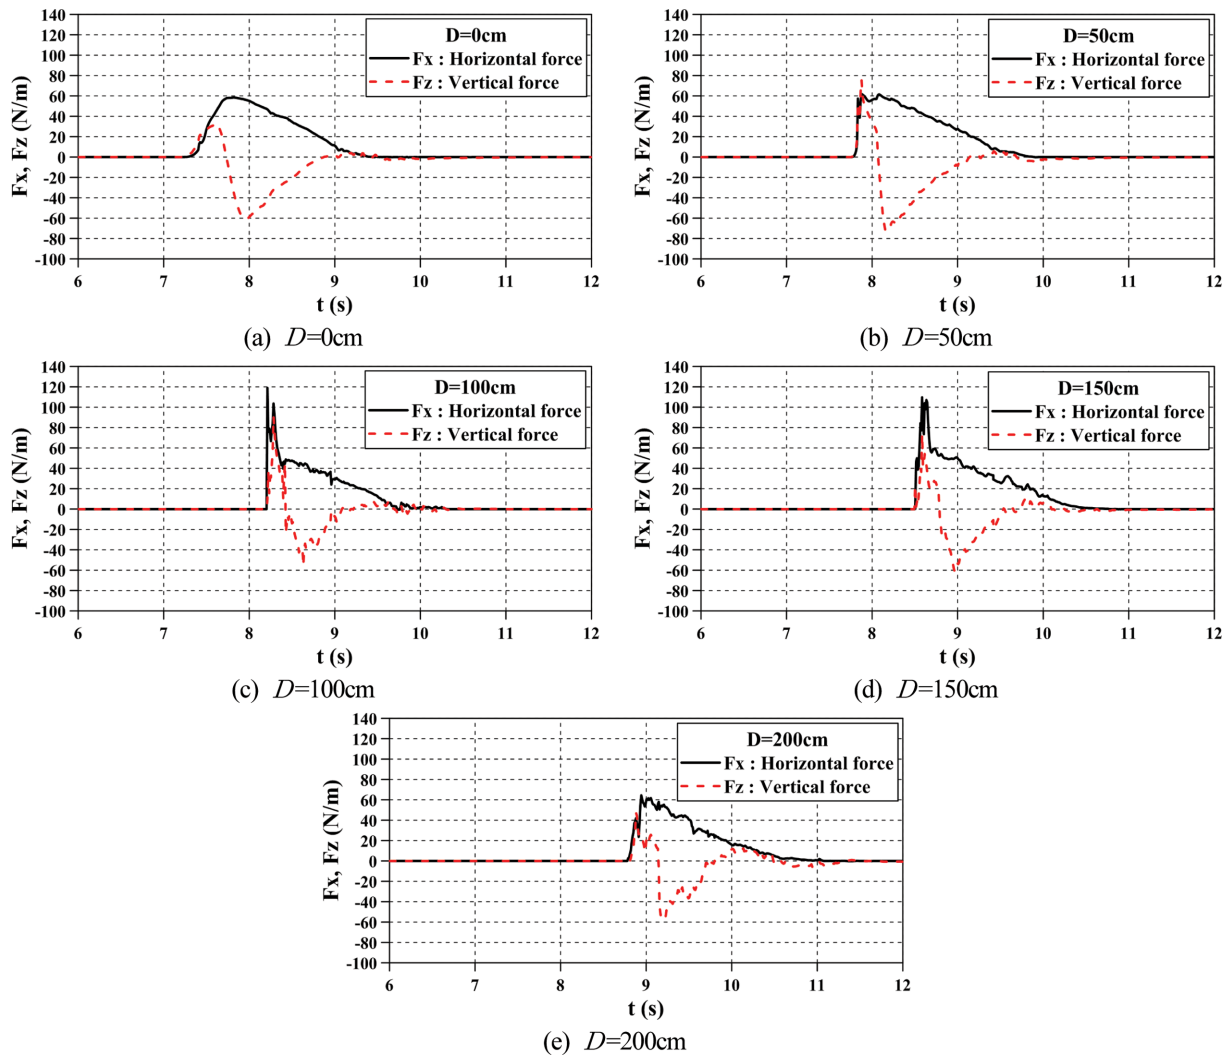 140
120
100
80
60
40
20
0
-20
-40
-60
-80
-100
Fx, Fz (N/m)
D=0cm
Fx : Horizontal force
Fz : Vertical force
6 7 8 9 10 11 12
t (s)
(a) D=0cm
140
120
100
80
60
40
20
0
-20
-40
-60
-80
-100
Fx, Fz (N/m)
D=50cm
Fx : Horizontal force
Fz : Vertical force
6 7 8 9 10 11 12
t (s)
(b) D=50cm
140
120
100
80
60
40
20
0
-20
-40
-60
-80
-100
Fx, Fz (N/m)
D=100cm
Fx : Horizontal force
Fz : Vertical force
6 7 8 9 10 11 12
t (s)
(c) D=100cm
140
120
100
80
60
40
20
0
-20
-40
-60
-80
-100
Fx, Fz (N/m)
D=150cm
Fx : Horizontal force
Fz : Vertical force
6 7 8 9 10 11 12
t (s)
(d) D=150cm
140
120
100
80
60
40
20
0
-20
-40
-60
-80
-100
Fx, Fz (N/m)
D=200cm
Fx : Horizontal force
Fz : Vertical force
6 7 8 9 10 11 12
t (s)
(e) D=200cm